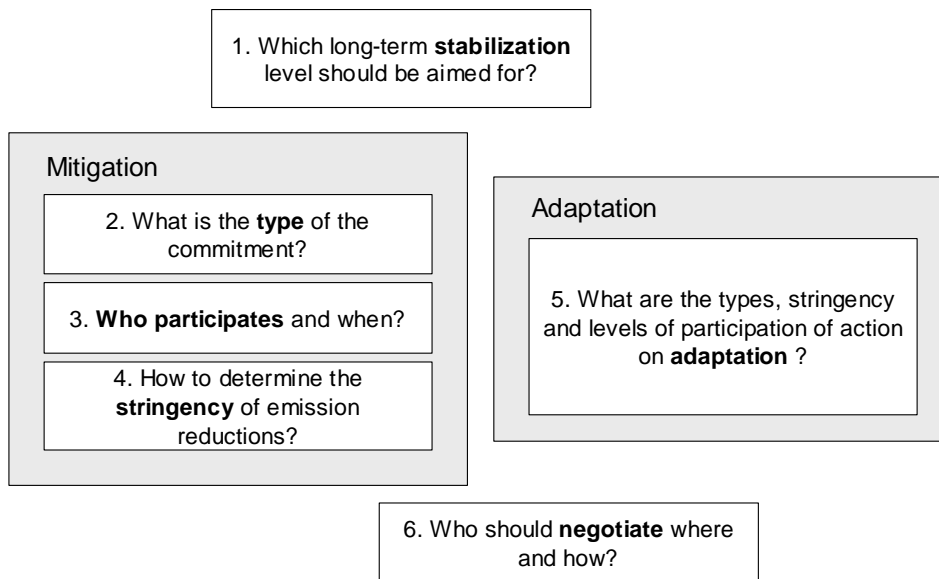 1. Which long-term stabilization
level should be aimed for?
Mitigation
2. What is the type of the
commitment?
3. Who participates and when?
4. How to determine the
stringency of emission
reductions?
Adaptation
5. What are the types, stringency
and levels of participation of action
on adaptation ?
6. Who should negotiate where
and how?